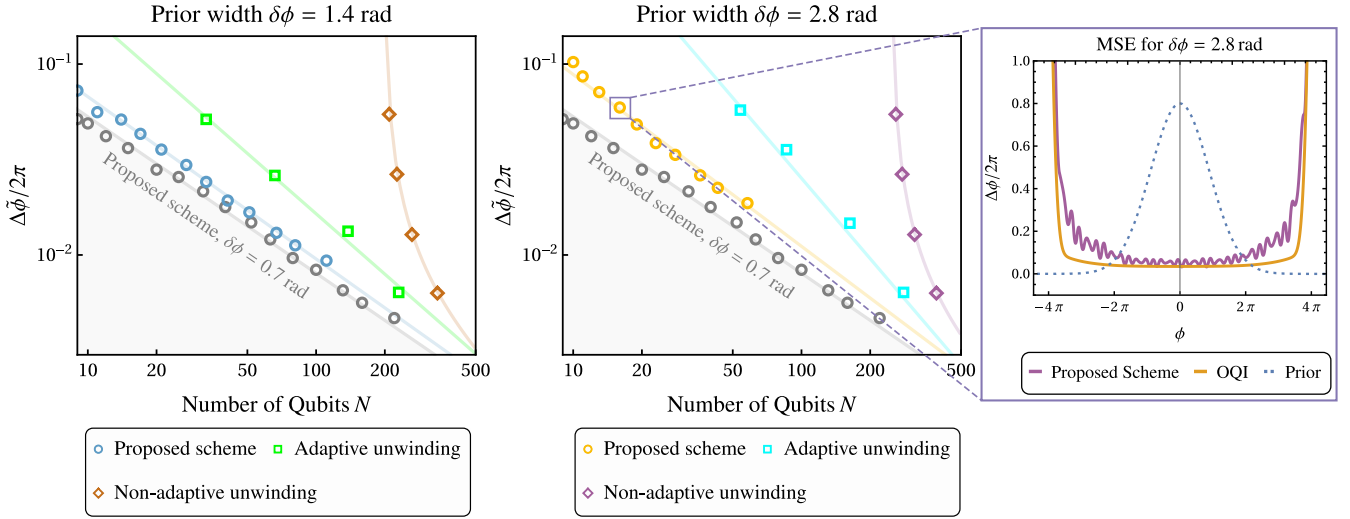 Prior width δϕ = 1.4 rad
Δϕ̃/2π
10⁻¹
10⁻²
Proposed scheme, δϕ = 0.7 rad
10 20 50 100 200 500
Number of Qubits N
Proposed scheme Adaptive unwinding
Non-adaptive unwinding
Prior width δϕ = 2.8 rad
Δϕ̃/2π
10⁻¹
10⁻²
Proposed scheme, δϕ = 0.7 rad
10 20 50 100 200 500
Number of Qubits N
Proposed scheme Adaptive unwinding
Non-adaptive unwinding
MSE for δϕ = 2.8 rad
Δϕ/2π
1.0
0.8
0.6
0.4
0.2
0.0
−4 π −2 π 0 2 π 4 π
ϕ
Proposed Scheme OQI Prior